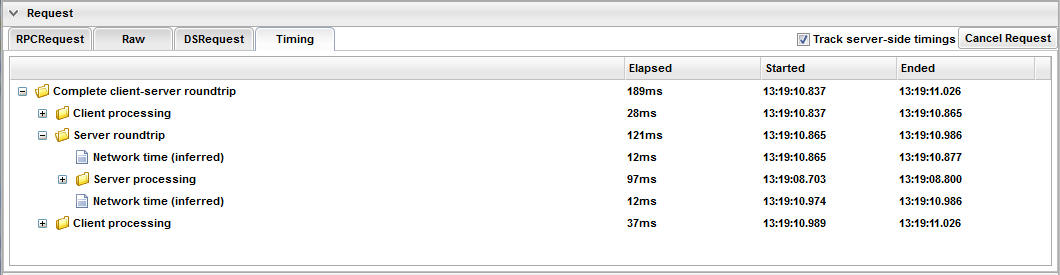 Request
RPCRequest Raw DSRequest Timing Track server-side timings Cancel Request
Elapsed Started Ended
Complete client-server roundtrip 189ms 13:19:10.837 13:19:11.026
Client processing 28ms 13:19:10.837 13:19:10.865
Server roundtrip 121ms 13:19:10.865 13:19:10.986
Network time (inferred) 12ms 13:19:10.865 13:19:10.877
Server processing 97ms 13:19:08.703 13:19:08.800
Network time (inferred) 12ms 13:19:10.974 13:19:10.986
Client processing 37ms 13:19:10.989 13:19:11.026